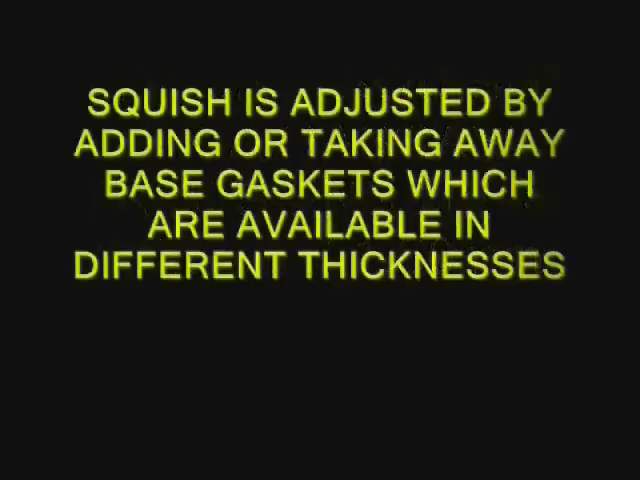 SQUISH IS ADJUSTED BY
ADDING OR TAKING AWAY
BASE GASKETS WHICH
ARE AVAILABLE IN
DIFFERENT THICKNESSES